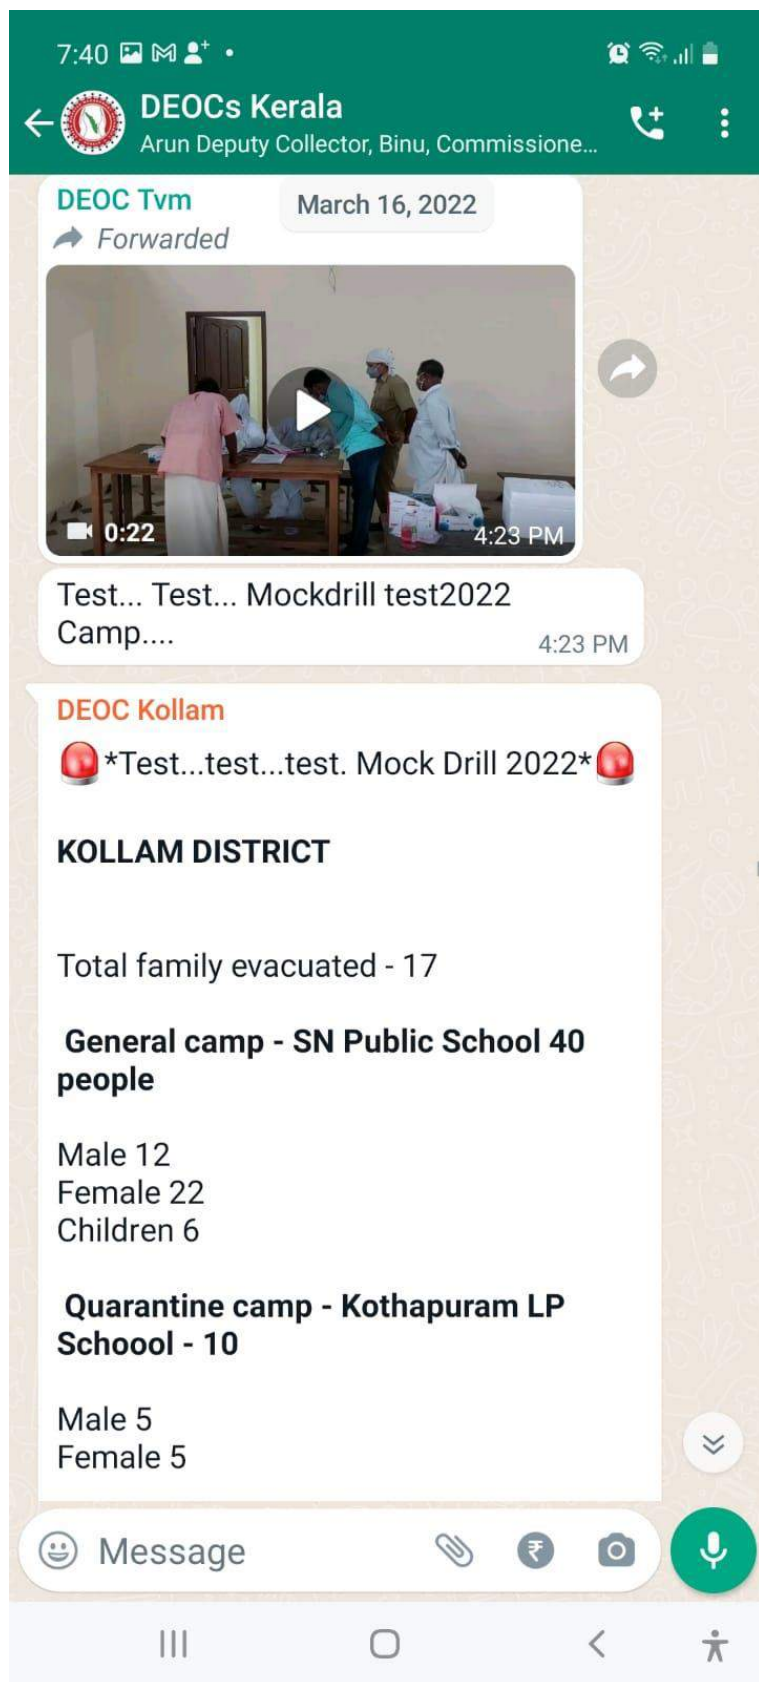 7:40
DEOCs Kerala
Arun Deputy Collector, Binu, Commissione...
DEOC Tvm
March 16, 2022
Forwarded
0:22
4:23 PM
Test... Test... Mockdrill test2022
Camp....
4:23 PM
DEOC Kollam
*Test...test...test. Mock Drill 2022*
KOLLAM DISTRICT
Total family evacuated - 17
General camp - SN Public School 40
people
Male 12
Female 22
Children 6
Quarantine camp - Kothapuram LP
Schoool - 10
Male 5
Female 5
Message
₹